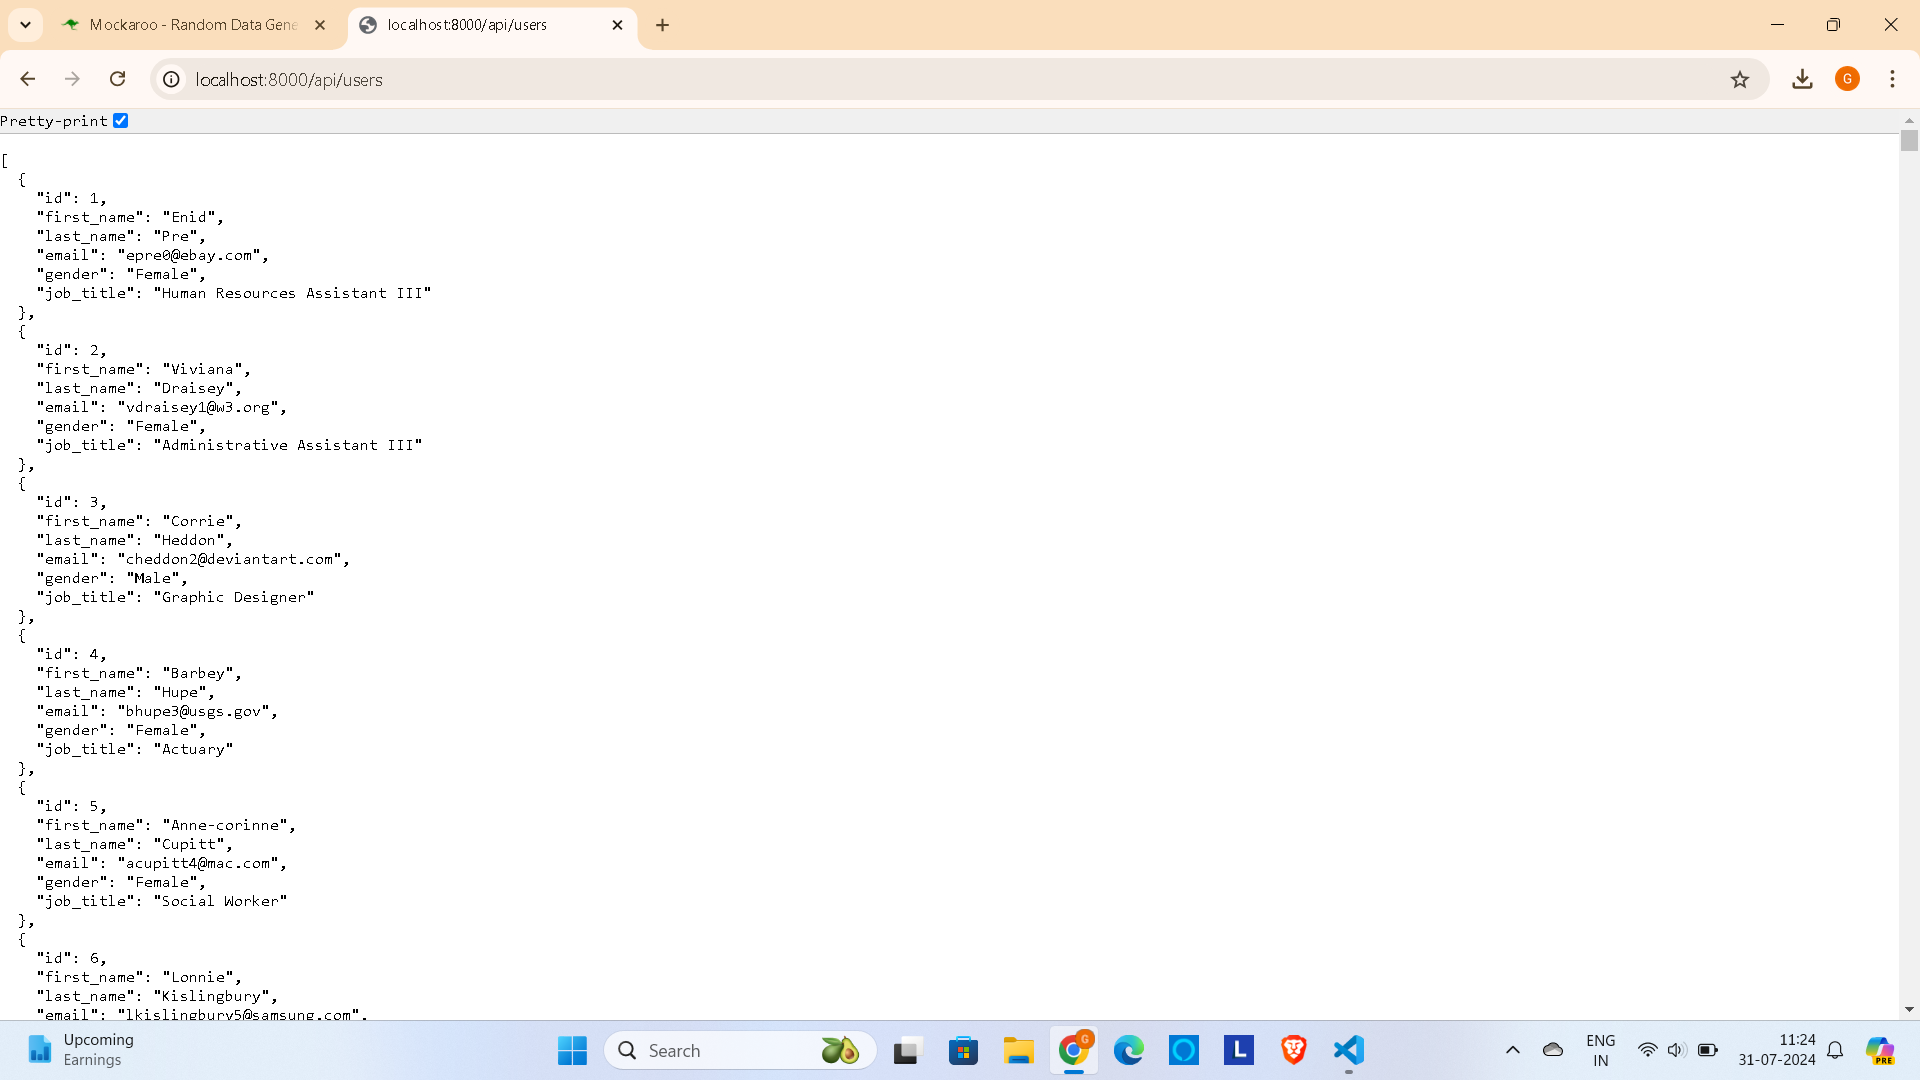 Mockaroo - Random Data Gene
localhost:8000/api/users
localhost:8000/api/users
G
Pretty-print
[
{
"id": 1,
"first_name": "Enid",
"last_name": "Pre",
"email": "epre0@ebay.com",
"gender": "Female",
"job_title": "Human Resources Assistant III"
},
{
"id": 2,
"first_name": "Viviana",
"last_name": "Draisey",
"email": "vdraisey1@w3.org",
"gender": "Female",
"job_title": "Administrative Assistant III"
},
{
"id": 3,
"first_name": "Corrie",
"last_name": "Heddon",
"email": "cheddon2@deviantart.com",
"gender": "Male",
"job_title": "Graphic Designer"
},
{
"id": 4,
"first_name": "Barbey",
"last_name": "Hupe",
"email": "bhupe3@usgs.gov",
"gender": "Female",
"job_title": "Actuary"
},
{
"id": 5,
"first_name": "Anne-corinne",
"last_name": "Cupitt",
"email": "acupitt4@mac.com",
"gender": "Female",
"job_title": "Social Worker"
},
{
"id": 6,
"first_name": "Lonnie",
"last_name": "Kislingbury",
"email": "lkislingbury5@samsung.com",
Upcoming
Earnings
Search
G
L
PRE
ENG
IN
11:24
31-07-2024